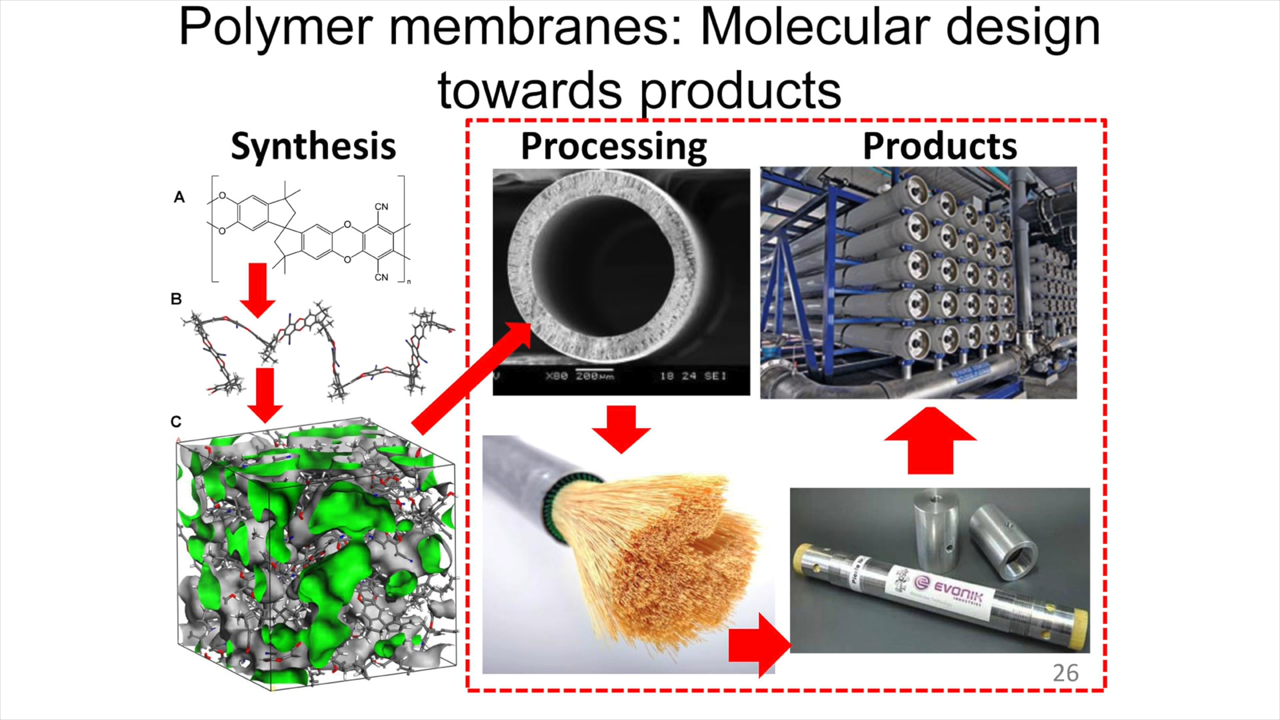 Polymer membranes: Molecular design
towards products
Synthesis
Processing
Products
A
O
O
O
O
CN
CN
n
B
C
X80 200µm 18 24 SEI
EVONIK
INDUSTRIES
26